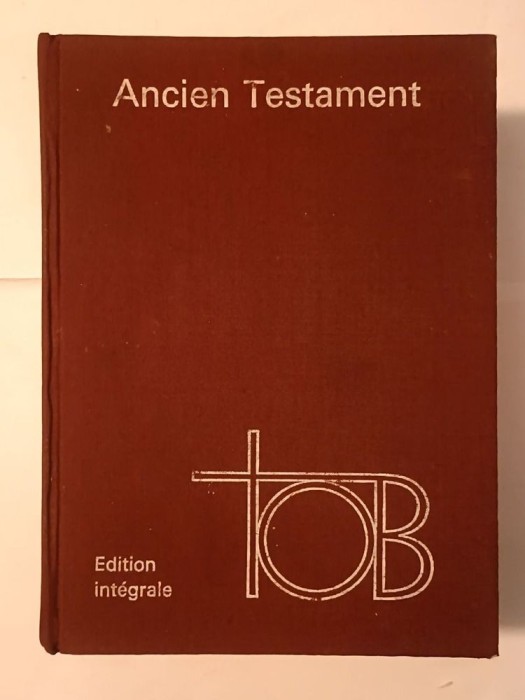 Ancien Testament
Edition
intégrale
TOB